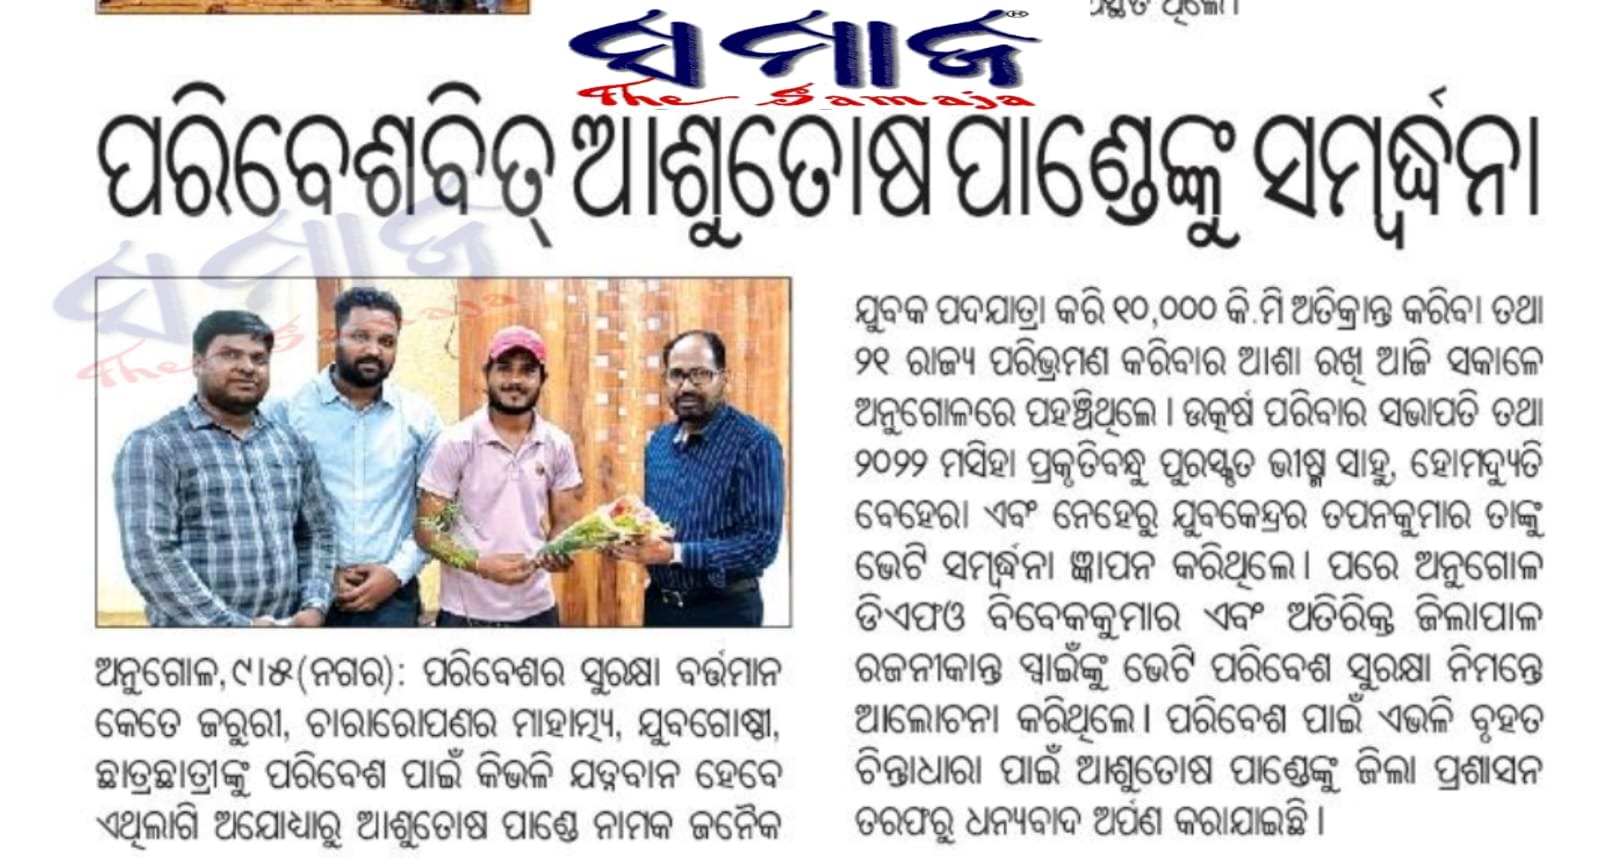 ସମାଜ
The Samaja
ପରିବେଶବିତ୍ ଆଶୁତୋଷ ପାଣ୍ଡେଙ୍କୁ ସମ୍ବର୍ଦ୍ଧନା
ସମାଜ
The Samaja
ଅନୁଗୋଳ,୯।୫(ନଗର): ପରିବେଶର ସୁରକ୍ଷା ବର୍ତ୍ତମାନ
କେତେ ଜରୁରୀ, ଚାରାରୋପଣର ମାହାତ୍ମ୍ୟ, ଯୁବଗୋଷ୍ଠୀ,
ଛାତ୍ରଛାତ୍ରୀଙ୍କୁ ପରିବେଶ ପାଇଁ କିଭଳି ଯତ୍ନବାନ ହେବେ
ଏଥିଲାଗି ଅଯୋଧ୍ୟାରୁ ଆଶୁତୋଷ ପାଣ୍ଡେ ନାମକ ଜନୈକ
ଯୁବକ ପଦଯାତ୍ରା କରି ୧୦,୦୦୦ କି.ମି ଅତିକ୍ରାନ୍ତ କରିବା ତଥା
୨୧ ରାଜ୍ୟ ପରିଭ୍ରମଣ କରିବାର ଆଶା ରଖି ଆଜି ସକାଳେ
ଅନୁଗୋଳରେ ପହଞ୍ଚିଥିଲେ। ଉତ୍କର୍ଷ ପରିବାର ସଭାପତି ତଥା
୨୦୨୨ ମସିହା ପ୍ରକୃତିବନ୍ଧୁ ପୁରସ୍କୃତ ଭୀଷ୍ମ ସାହୁ, ହୋମଦ୍ୟୁତି
ବେହେରା ଏବଂ ନେହେରୁ ଯୁବକେନ୍ଦ୍ରର ତପନକୁମାର ତାଙ୍କୁ
ଭେଟି ସମ୍ବର୍ଦ୍ଧନା ଜ୍ଞାପନ କରିଥିଲେ। ପରେ ଅନୁଗୋଳ
ଡିଏଫଓ ବିବେକକୁମାର ଏବଂ ଅତିରିକ୍ତ ଜିଲାପାଳ
ରଜନୀକାନ୍ତ ସ୍ୱାଇଁଙ୍କୁ ଭେଟି ପରିବେଶ ସୁରକ୍ଷା ନିମନ୍ତେ
ଆଲୋଚନା କରିଥିଲେ। ପରିବେଶ ପାଇଁ ଏଭଳି ବୃହତ
ଚିନ୍ତାଧାରା ପାଇଁ ଆଶୁତୋଷ ପାଣ୍ଡେଙ୍କୁ ଜିଲା ପ୍ରଶାସନ
ତରଫରୁ ଧନ୍ୟବାଦ ଅର୍ପଣ କରାଯାଇଛି।